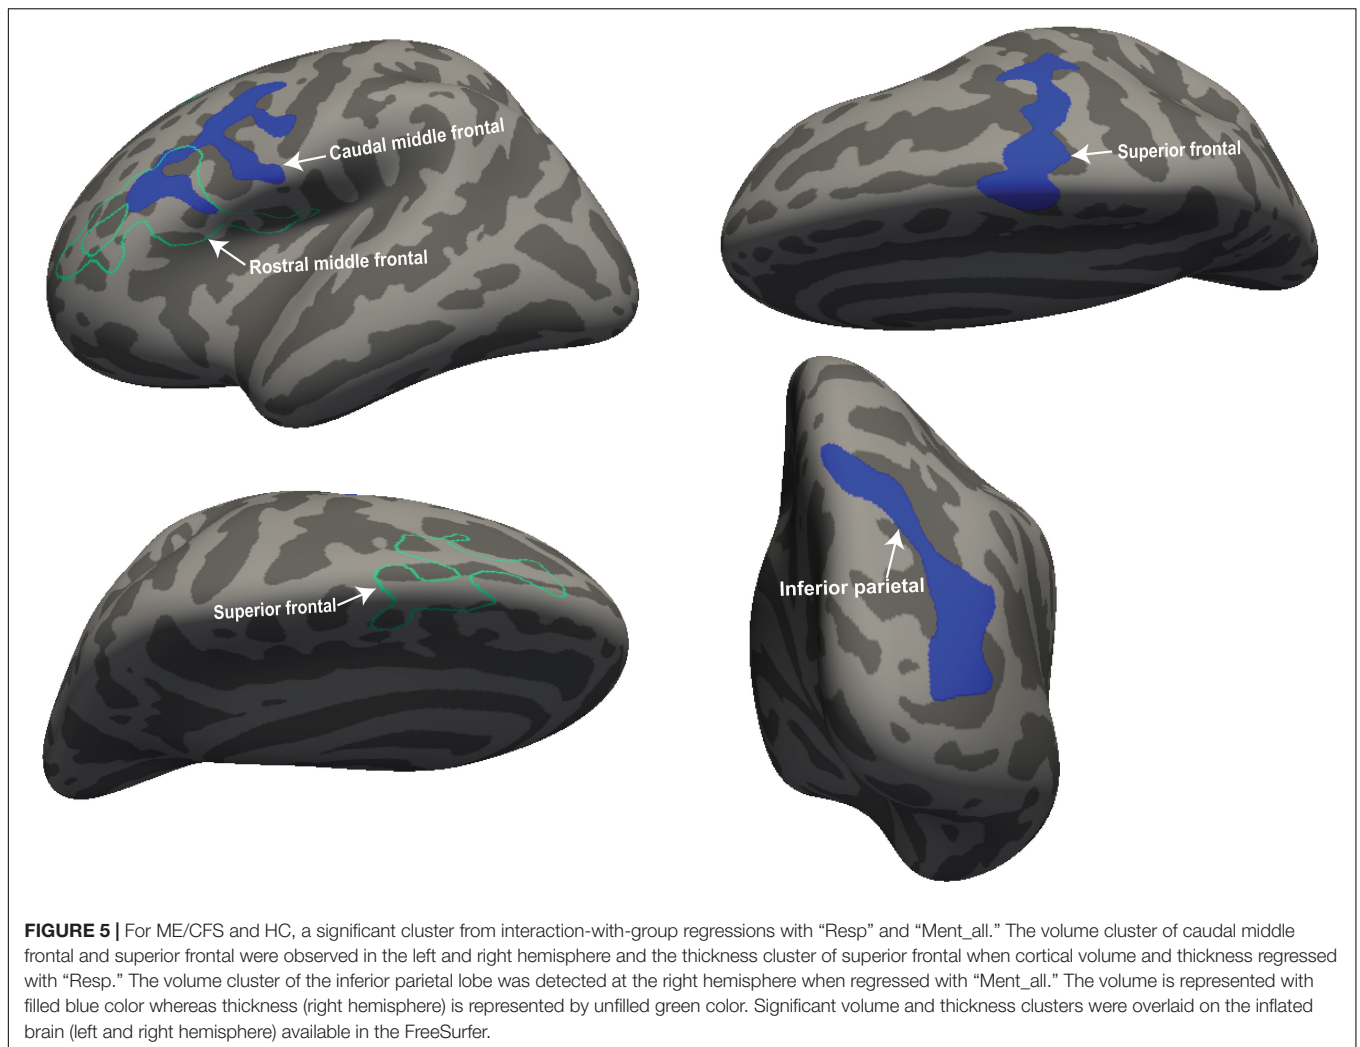 Caudal middle frontal
Superior frontal
Rostral middle frontal
Superior frontal
Inferior parietal
FIGURE 5 | For ME/CFS and HC, a significant cluster from interaction-with-group regressions with “Resp” and “Ment_all.” The volume cluster of caudal middle
frontal and superior frontal were observed in the left and right hemisphere and the thickness cluster of superior frontal when cortical volume and thickness regressed
with “Resp.” The volume cluster of the inferior parietal lobe was detected at the right hemisphere when regressed with “Ment_all.” The volume is represented with
filled blue color whereas thickness (right hemisphere) is represented by unfilled green color. Significant volume and thickness clusters were overlaid on the inflated
brain (left and right hemisphere) available in the FreeSurfer.